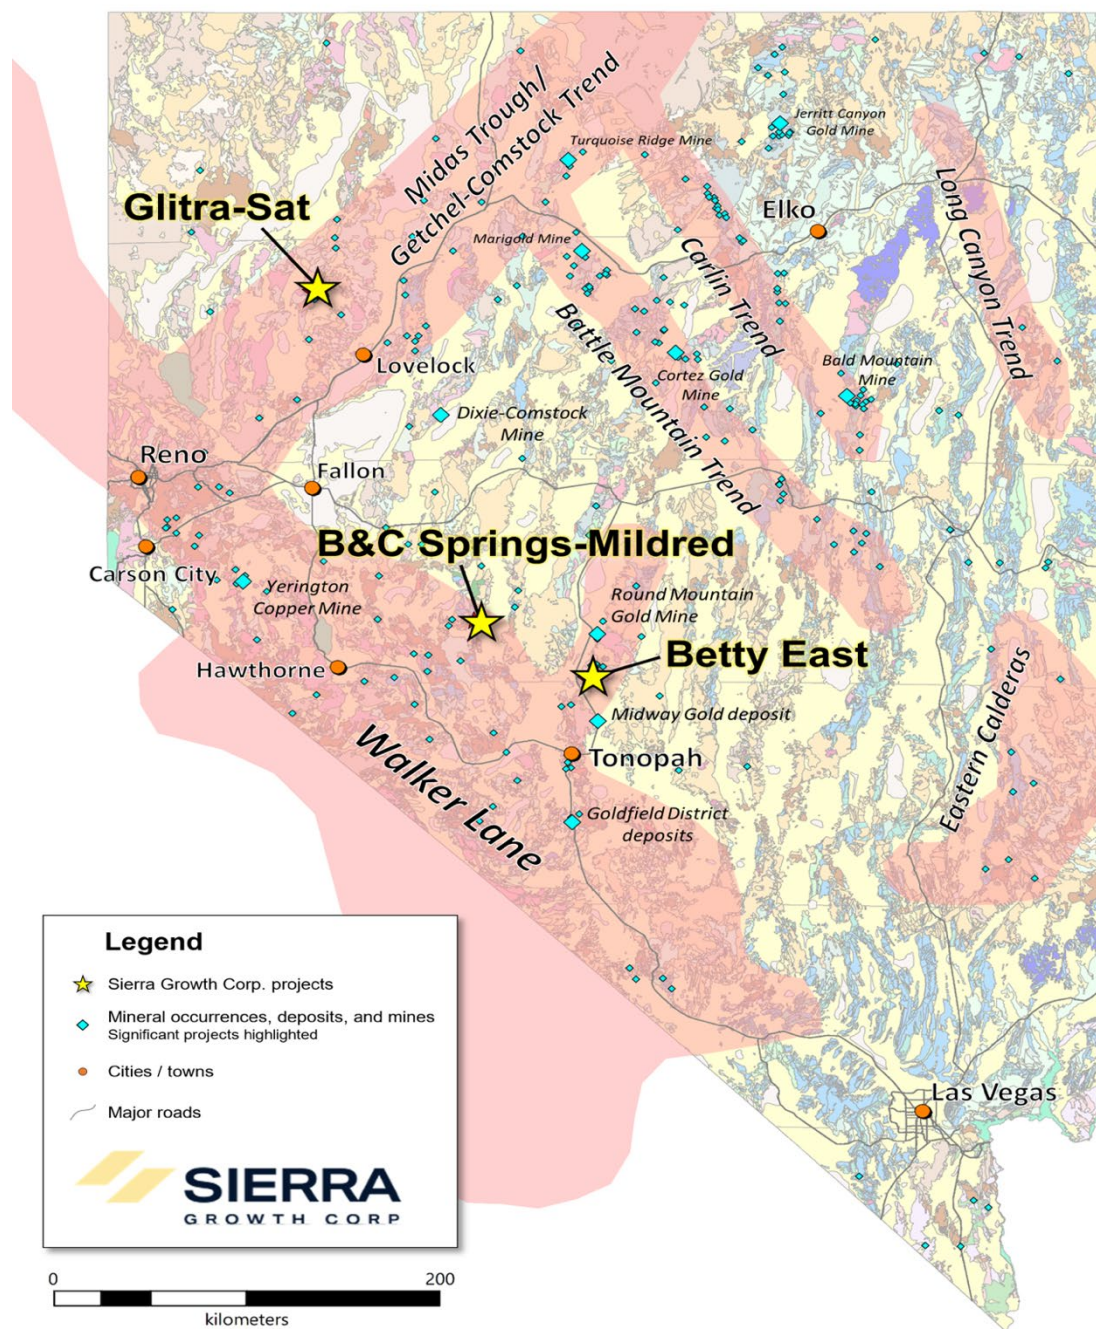 Midas Trough/
Getchel-Comstock Trend
Jerritt Canyon
Gold Mine
Turquoise Ridge Mine
Glitra-Sat
Elko
Long Canyon Trend
Marigold Mine
Carlin Trend
Battle Mountain Trend
Lovelock
Cortez Gold
Mine
Bald Mountain
Mine
Dixie-Comstock
Mine
Reno
Fallon
B&C Springs-Mildred
Carson City
Yerington
Copper Mine
Round Mountain
Gold Mine
Betty East
Hawthorne
Midway Gold deposit
Tonopah
Walker Lane
Eastern Calderas
Goldfield District
deposits
Las Vegas
Legend
Sierra Growth Corp. projects
Mineral occurrences, deposits, and mines
Significant projects highlighted
Cities / towns
Major roads
SIERRA
GROWTH CORP
0 200
kilometers